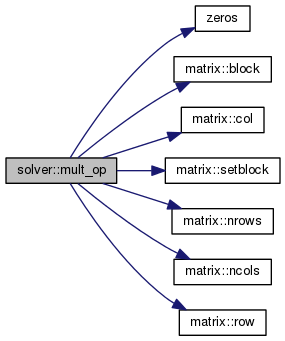 zeros
matrix::block
matrix::col
solver::mult_op
matrix::setblock
matrix::nrows
matrix::ncols
matrix::row